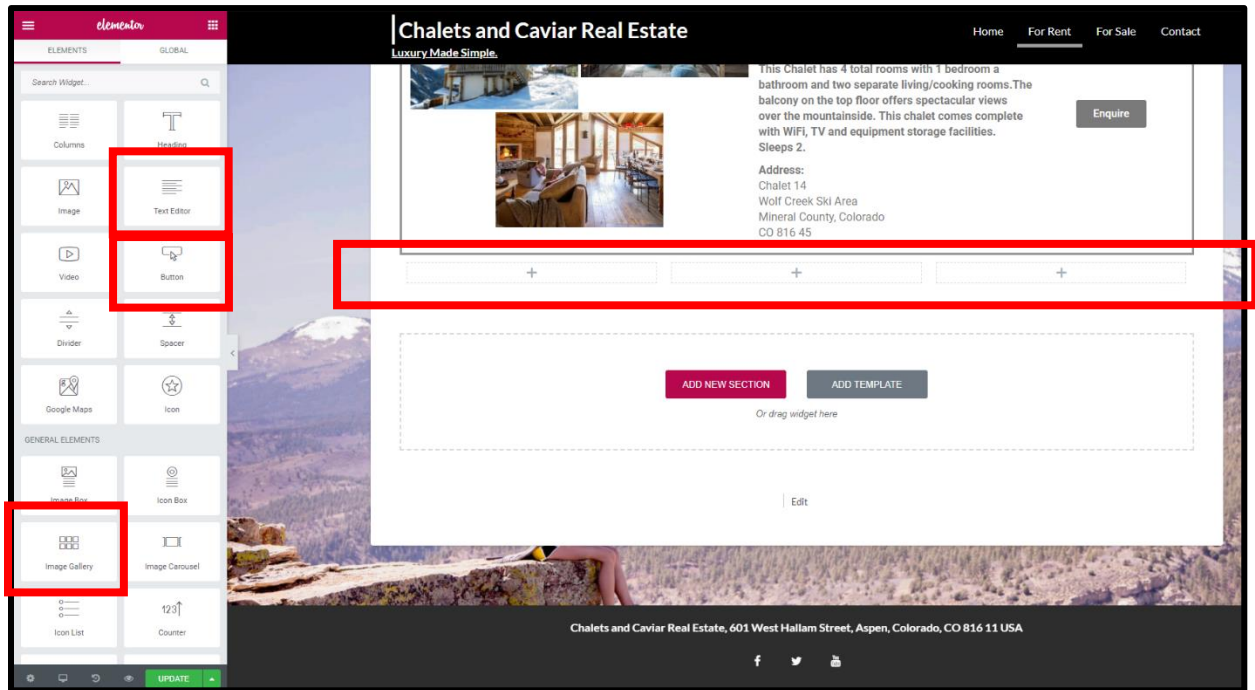 elementor
ELEMENTS GLOBAL
Search Widget...
Columns Heading
Image Text Editor
Video Button
Divider Spacer
Google Maps Icon
GENERAL ELEMENTS
Image Box Icon Box
Image Gallery Image Carousel
Icon List 123 Counter
UPDATE
Chalets and Caviar Real Estate
Luxury Made Simple.
Home For Rent For Sale Contact
This Chalet has 4 total rooms with 1 bedroom a
bathroom and two separate living/cooking rooms.The
balcony on the top floor offers spectacular views
over the mountainside. This chalet comes complete
with WiFi, TV and equipment storage facilities.
Sleeps 2.
Enquire
Address:
Chalet 14
Wolf Creek Ski Area
Mineral County, Colorado
CO 816 45
ADD NEW SECTION ADD TEMPLATE
Or drag widget here
Edit
Chalets and Caviar Real Estate, 601 West Hallam Street, Aspen, Colorado, CO 816 11 USA